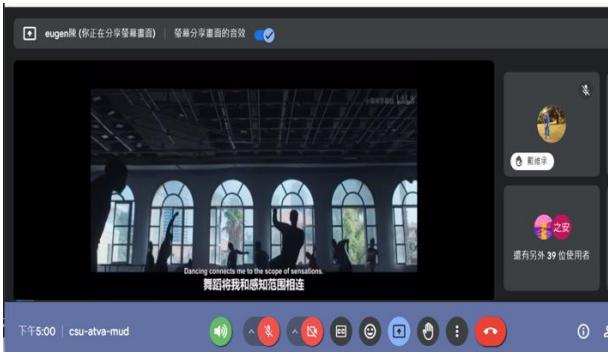 eugen陳 (你正在分享螢幕畫面)
螢幕分享畫面的音效
Dancing connects me to the scope of sensations.
舞蹈将我和感知范围相连
戴維承
之安
還有另外 39 位使用者
下午5:00
csu-atva-mud